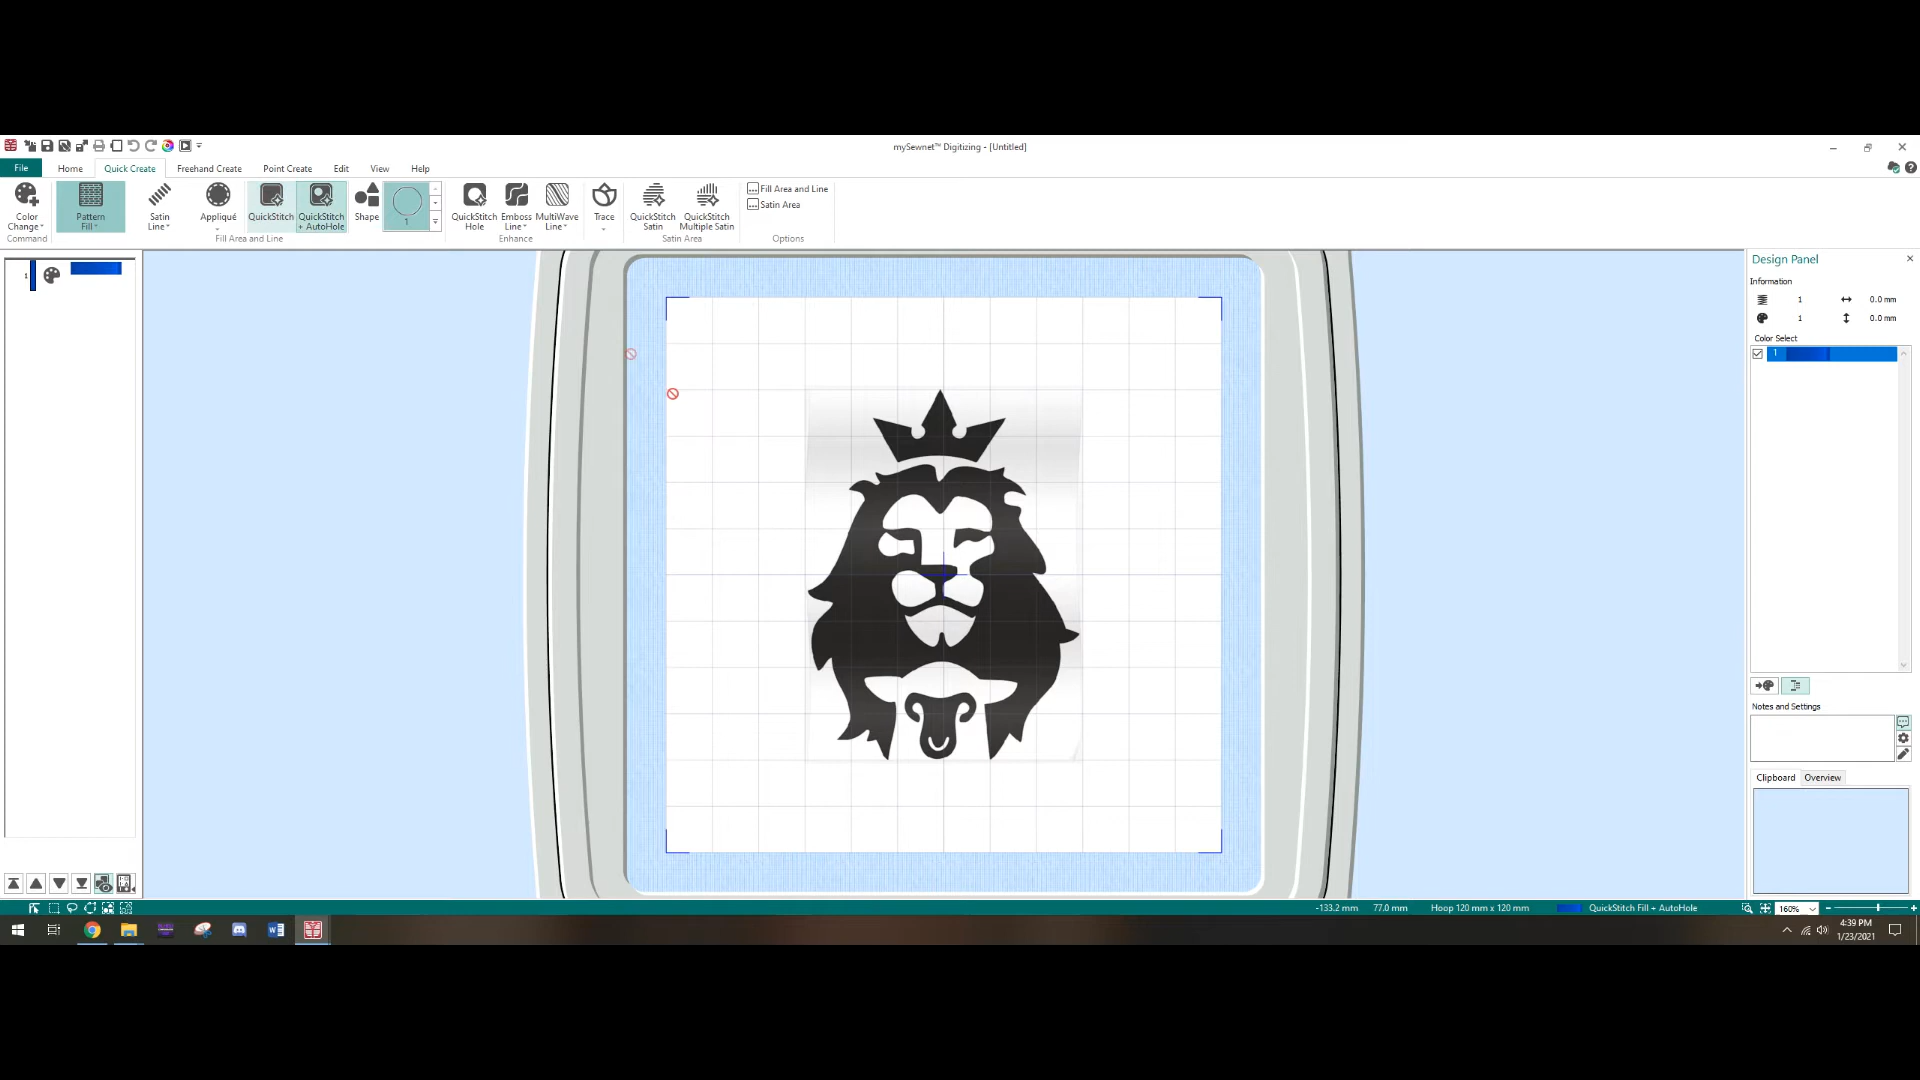 mySewnet™ Digitizing - [Untitled]
File Home Quick Create Freehand Create Point Create Edit View Help
Color Change
Pattern Fill
Satin Line
Appliqué
QuickStitch
QuickStitch + AutoHole
Shape
1
QuickStitch Hole
Emboss Line
MultiWave Line
Trace
QuickStitch Satin
QuickStitch Multiple Satin
Fill Area and Line
Satin Area
Command
Fill Area and Line
Enhance
Satin Area
Options
1
Design Panel
Information
1 0.0 mm
1 0.0 mm
Color Select
1
Notes and Settings
Clipboard Overview
-133.2 mm 77.0 mm Hoop 120 mm x 120 mm QuickStitch Fill + AutoHole 160%
4:39 PM
1/23/2021